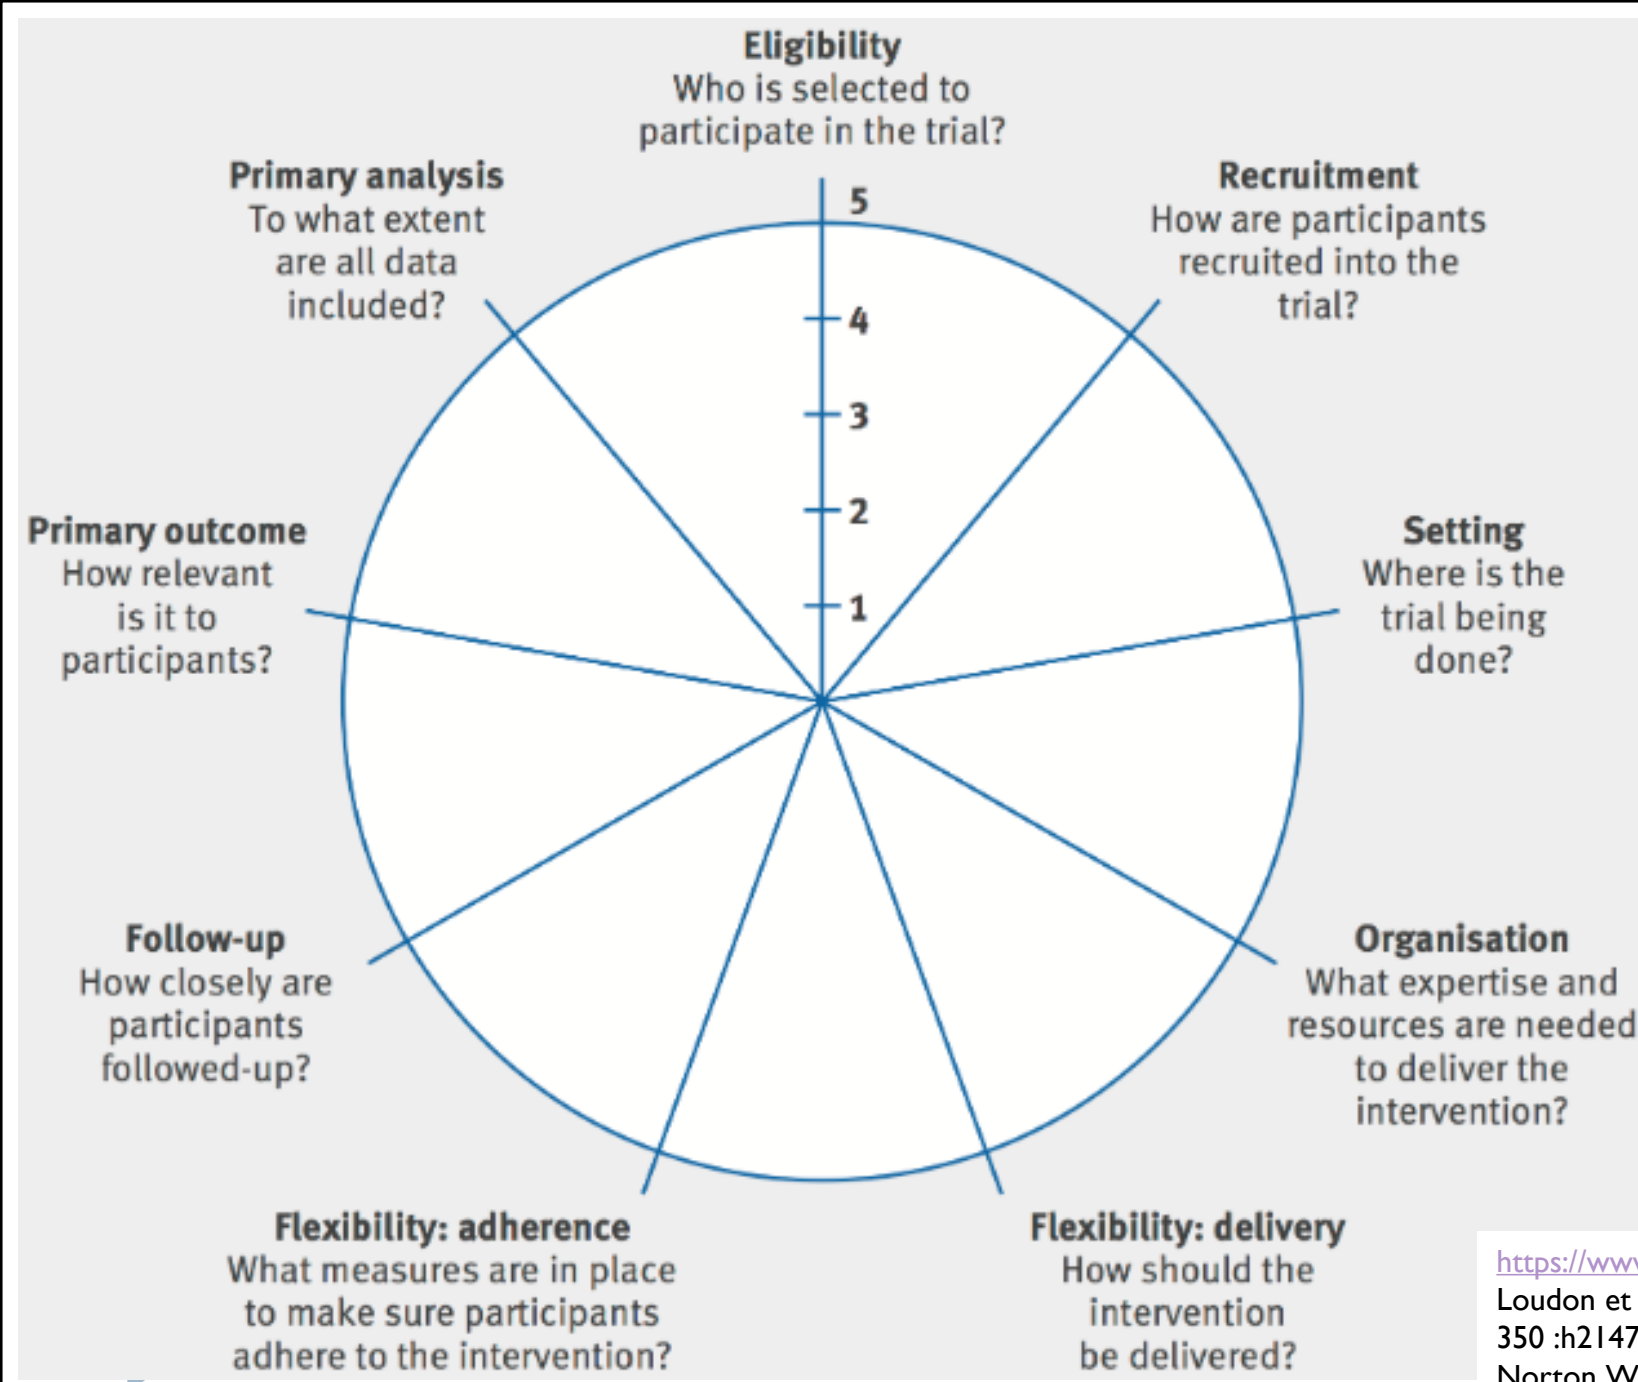 Eligibility
Who is selected to
participate in the trial?
Recruitment
How are participants
recruited into the
trial?
Setting
Where is the
trial being
done?
Organisation
What expertise and
resources are needed
to deliver the
intervention?
Flexibility: delivery
How should the
intervention
be delivered?
Flexibility: adherence
What measures are in place
to make sure participants
adhere to the intervention?
Follow-up
How closely are
participants
followed-up?
Primary outcome
How relevant
is it to
participants?
Primary analysis
To what extent
are all data
included?
5
4
3
2
1
https://www
Loudon et
350 :h2147
Norton W